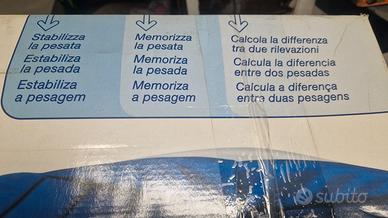 Stabilizza
la pesata
Estabiliza
la pesada
Estabiliza
a pesagem
Memorizza
la pesata
Memoriza
la pesada
Memoriza
a pesagem
Calcola la differenza
tra due rilevazioni
Calcula la diferencia
entre dos pesadas
Calcula a diferença
entre duas pesagens
subito